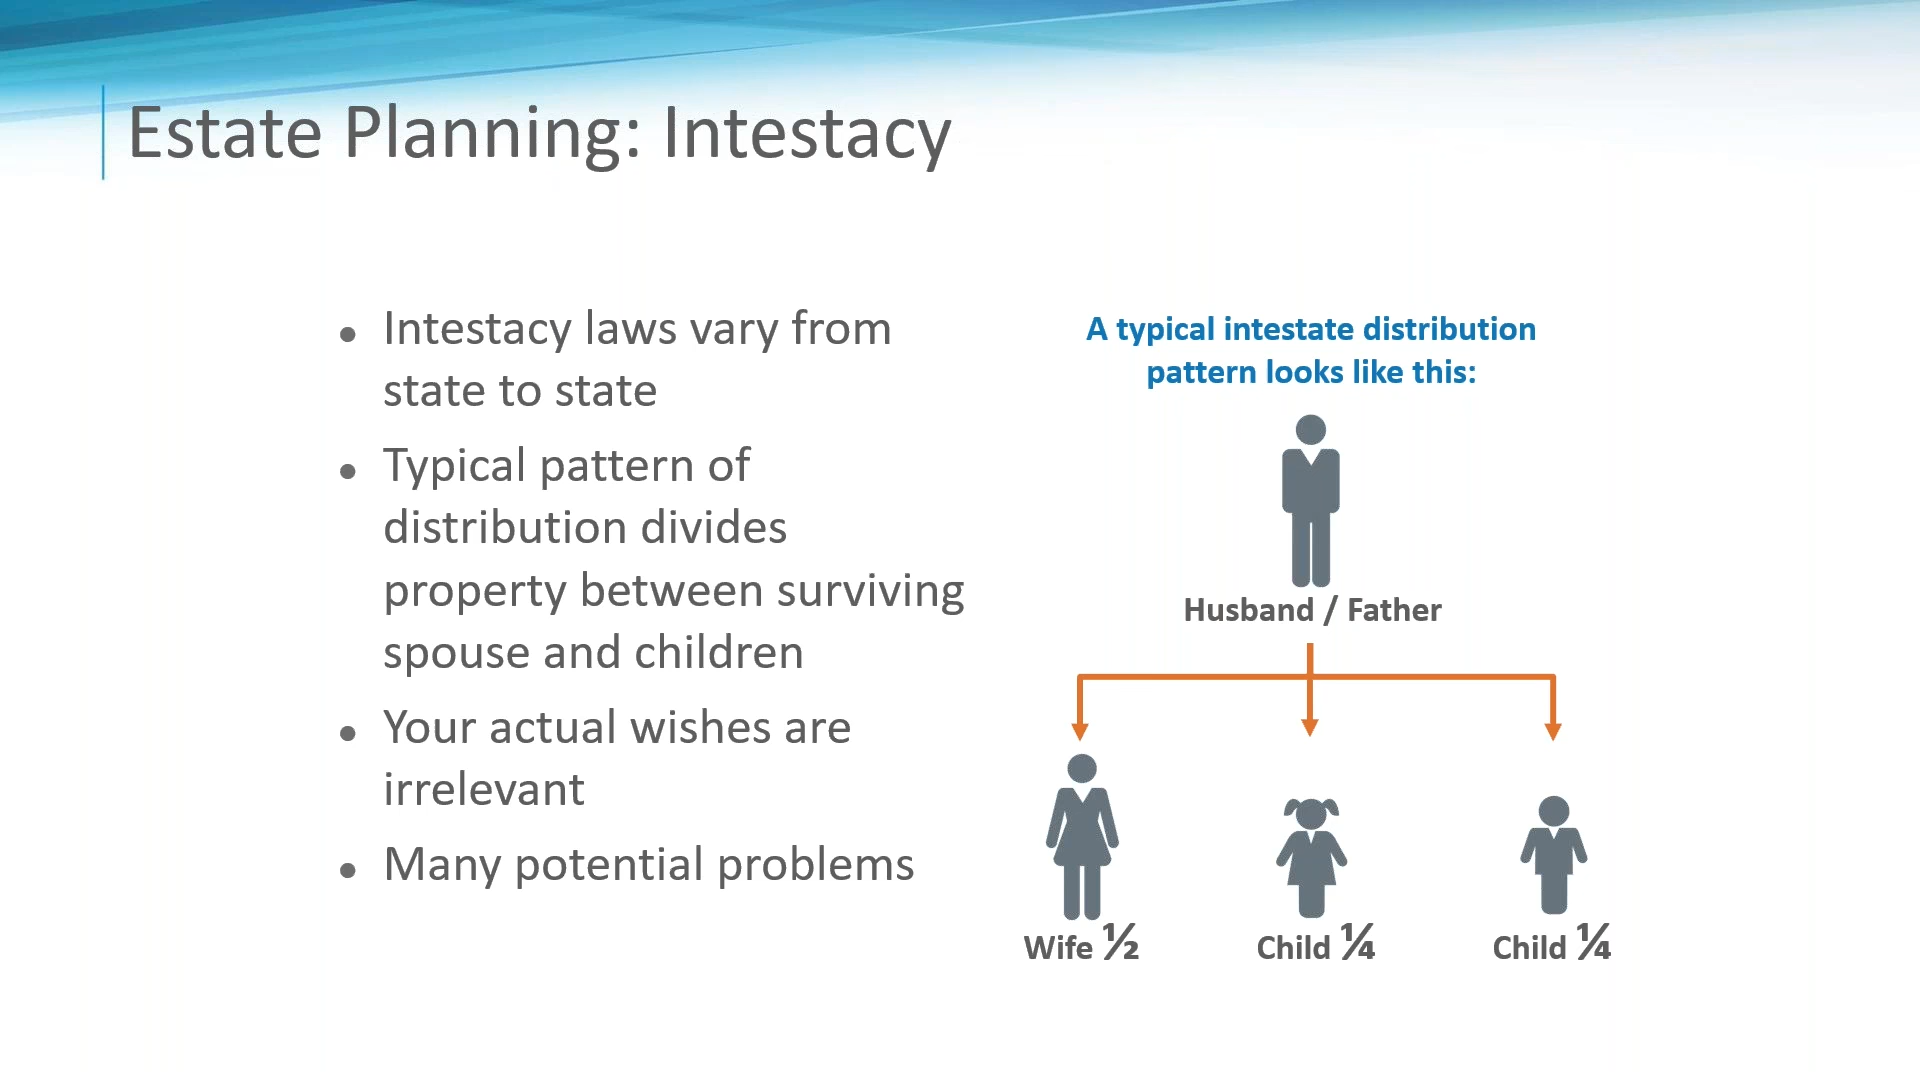 Estate Planning: Intestacy
• Intestacy laws vary from
state to state
• Typical pattern of
distribution divides
property between surviving
spouse and children
• Your actual wishes are
irrelevant
• Many potential problems
A typical intestate distribution
pattern looks like this:
Husband / Father
Wife ½
Child ¼
Child ¼